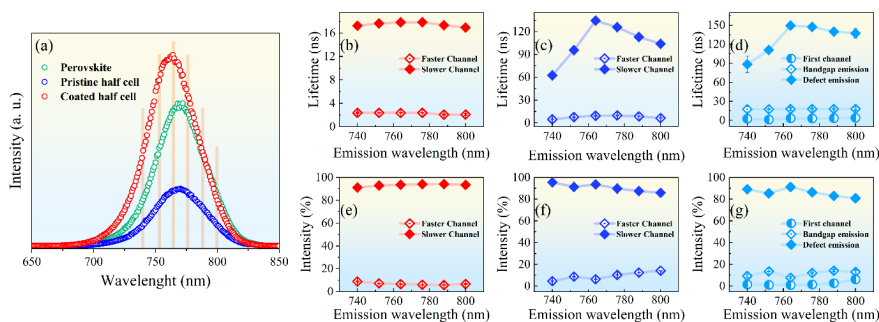 (a)
Perovskite
Pristine half cell
Coated half cell
Intensity (a. u.)
650 700 750 800 850
Wavelenght (nm)
(b)
Lifetime (ns)
16
12
8
4
0
Faster Channel
Slower Channel
740 760 780 800
Emission wavelength (nm)
(c)
Lifetime (ns)
120
90
60
30
0
Faster Channel
Slower Channel
740 760 780 800
Emission wavelength (nm)
(d)
Lifetime (ns)
150
120
90
60
30
0
First channel
Bandgap emission
Defect emission
740 760 780 800
Emission wavelength (nm)
(e)
Intensity (%)
100
80
60
40
20
0
Faster Channel
Slower Channel
740 760 780 800
Emission wavelength (nm)
(f)
Intensity (%)
100
80
60
40
20
0
Faster Channel
Slower Channel
740 760 780 800
Emission wavelength (nm)
(g)
Intensity (%)
100
80
60
40
20
0
First channel
Bandgap emission
Defect emission
740 760 780 800
Emission wavelength (nm)